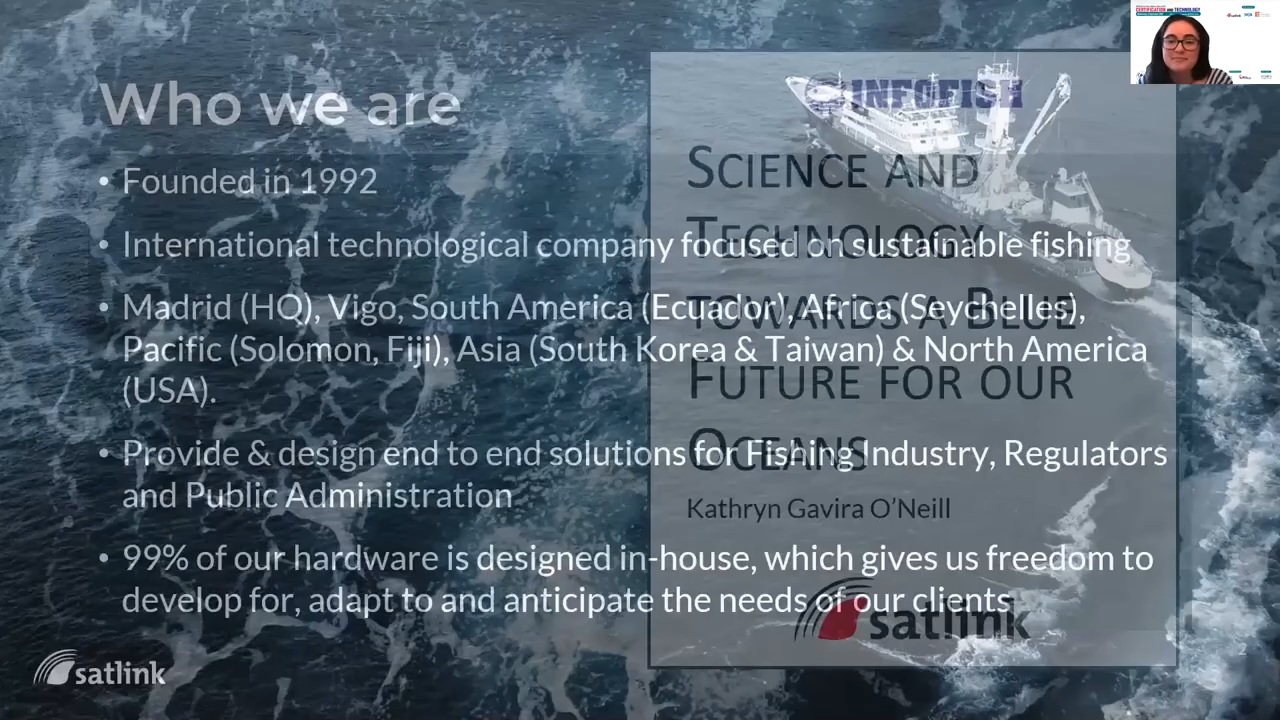 Who we are
• Founded in 1992
• International technological company focused on sustainable fishing
• Madrid (HQ), Vigo, South America (Ecuador), Africa (Seychelles),
Pacific (Solomon, Fiji), Asia (South Korea & Taiwan) & North America
(USA).
• Provide & design end to end solutions for Fishing Industry, Regulators
and Public Administration
• 99% of our hardware is designed in-house, which gives us freedom to
develop for, adapt to and anticipate the needs of our clients
satlink
INFOFISH
Science and
Technology
towards a Blue
Future for our
Oceans
Kathryn Gavira O’Neill
satlink
CERTIFICATION AND TECHNOLOGY